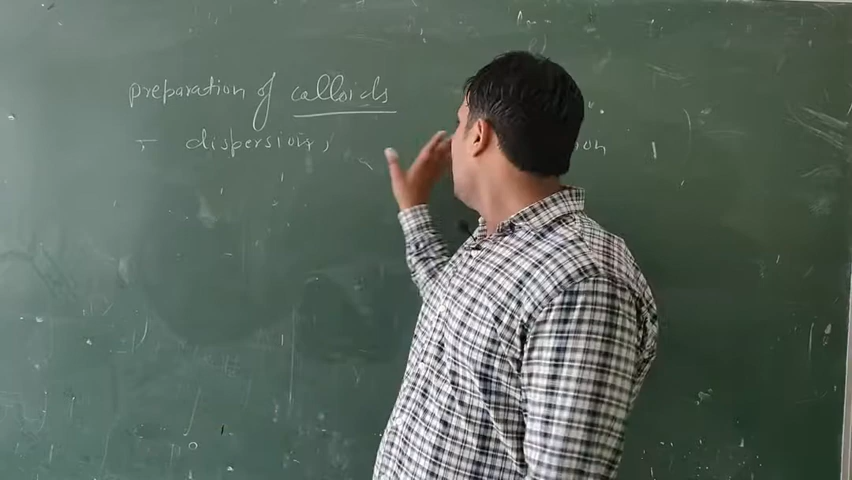 preparation of colloids
- dispersion,